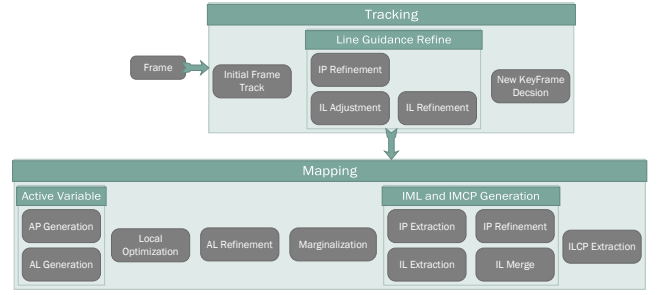 Tracking
Line Guidance Refine
Frame
Initial Frame
Track
IP Refinement
IL Adjustment
IL Refinement
New KeyFrame
Decsion
Mapping
Active Variable
AP Generation
AL Generation
Local
Optimization
AL Refinement
Marginalization
IML and IMCP Generation
IP Extraction
IP Refinement
IL Extraction
IL Merge
ILCP Extraction